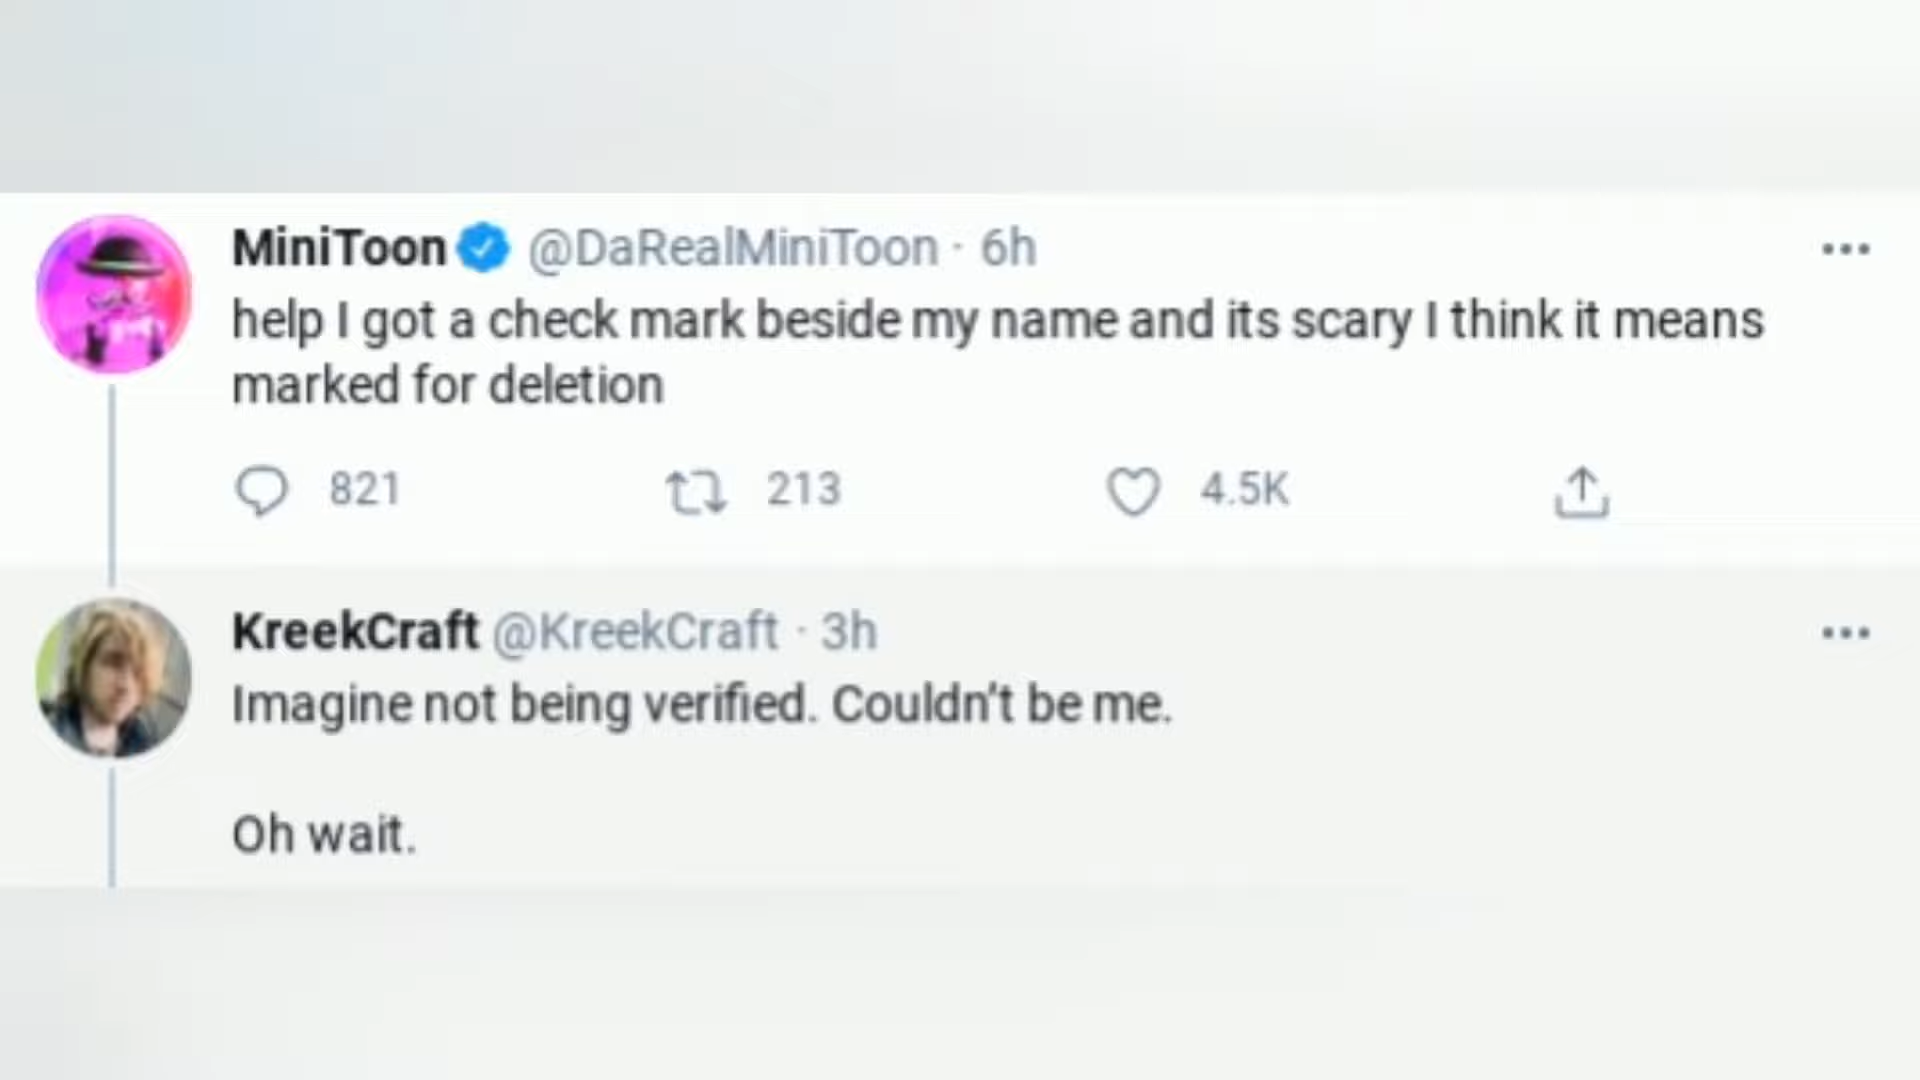 MiniToon @DaRealMiniToon · 6h
help I got a check mark beside my name and its scary I think it means
marked for deletion
821 213 4.5K
KreekCraft @KreekCraft · 3h
Imagine not being verified. Couldn't be me.
Oh wait.